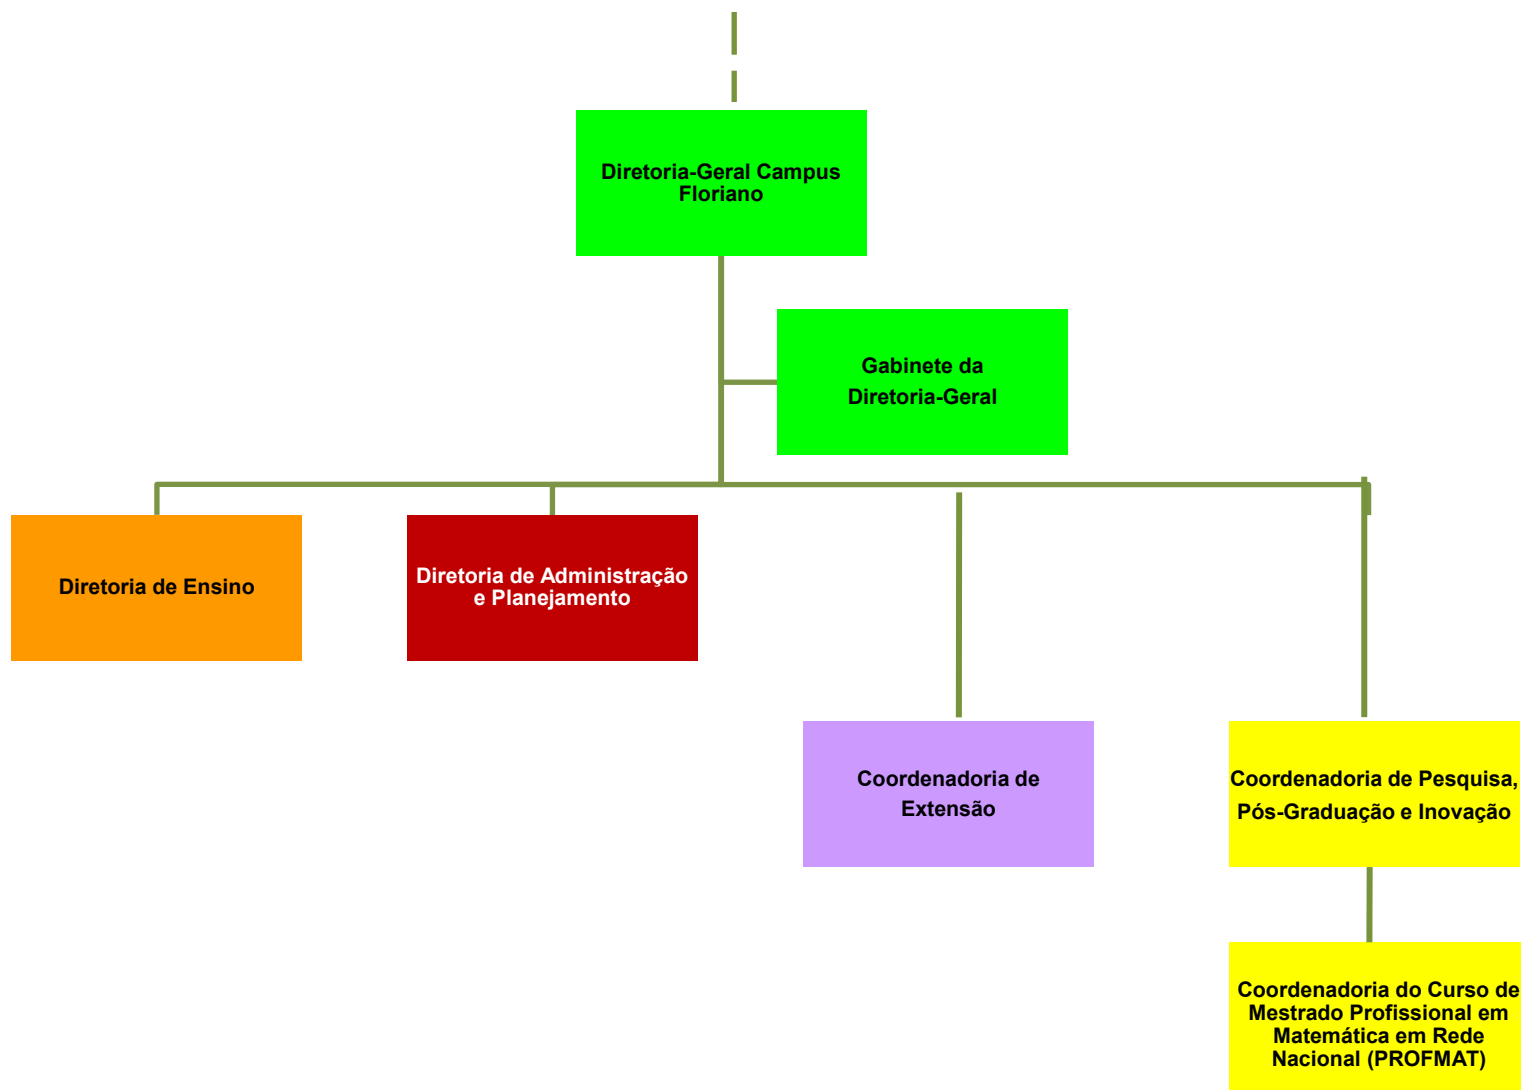 Diretoria-Geral Campus
Floriano
Gabinete da
Diretoria-Geral
Diretoria de Ensino
Diretoria de Administração
e Planejamento
Coordenadoria de
Extensão
Coordenadoria de Pesquisa,
Pós-Graduação e Inovação
Coordenadoria do Curso de
Mestrado Profissional em
Matemática em Rede
Nacional (PROFMAT)